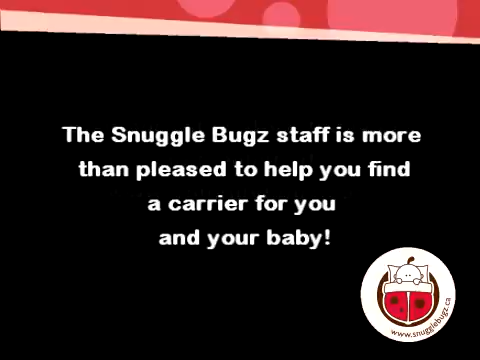 The Snuggle Bugz staff is more
than pleased to help you find
a carrier for you
and your baby!
www.snugglebugz.ca